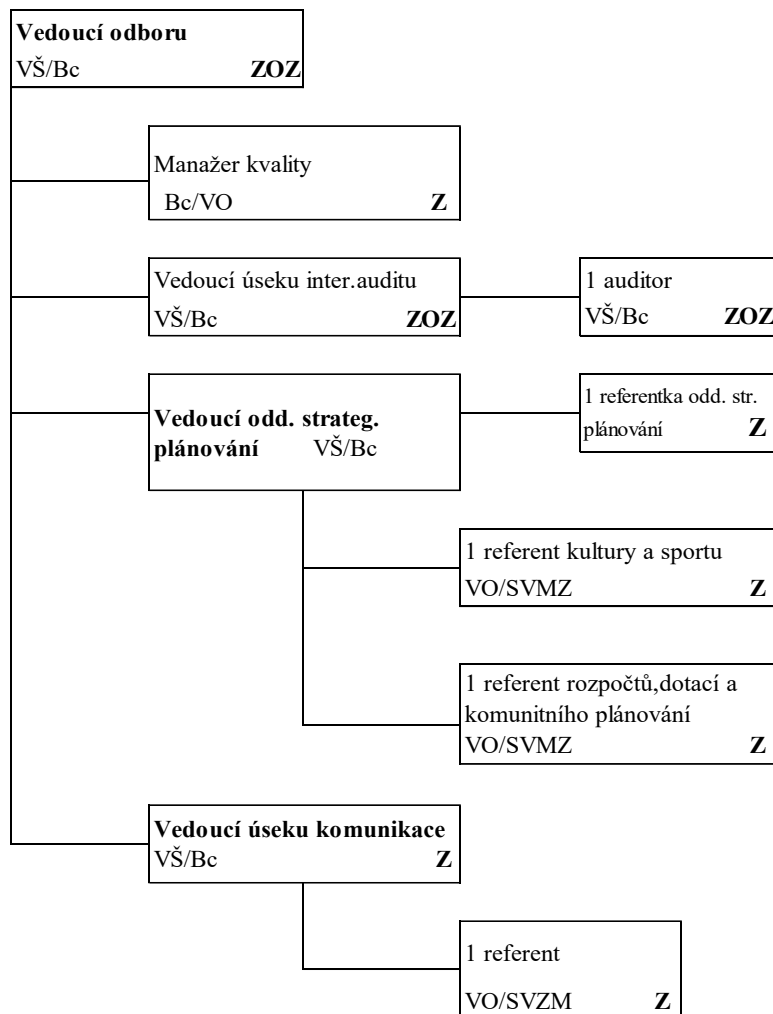 Vedoucí odboru
VŠ/Bc ZOZ
Manažer kvality
Bc/VO Z
Vedoucí úseku inter.auditu
VŠ/Bc ZOZ
1 auditor
VŠ/Bc ZOZ
Vedoucí odd. strateg.
plánování VŠ/Bc
1 referentka odd. str.
plánování Z
1 referent kultury a sportu
VO/SVMZ Z
1 referent rozpočtů,dotací a
komunitního plánování
VO/SVMZ Z
Vedoucí úseku komunikace
VŠ/Bc Z
1 referent
VO/SVZM Z